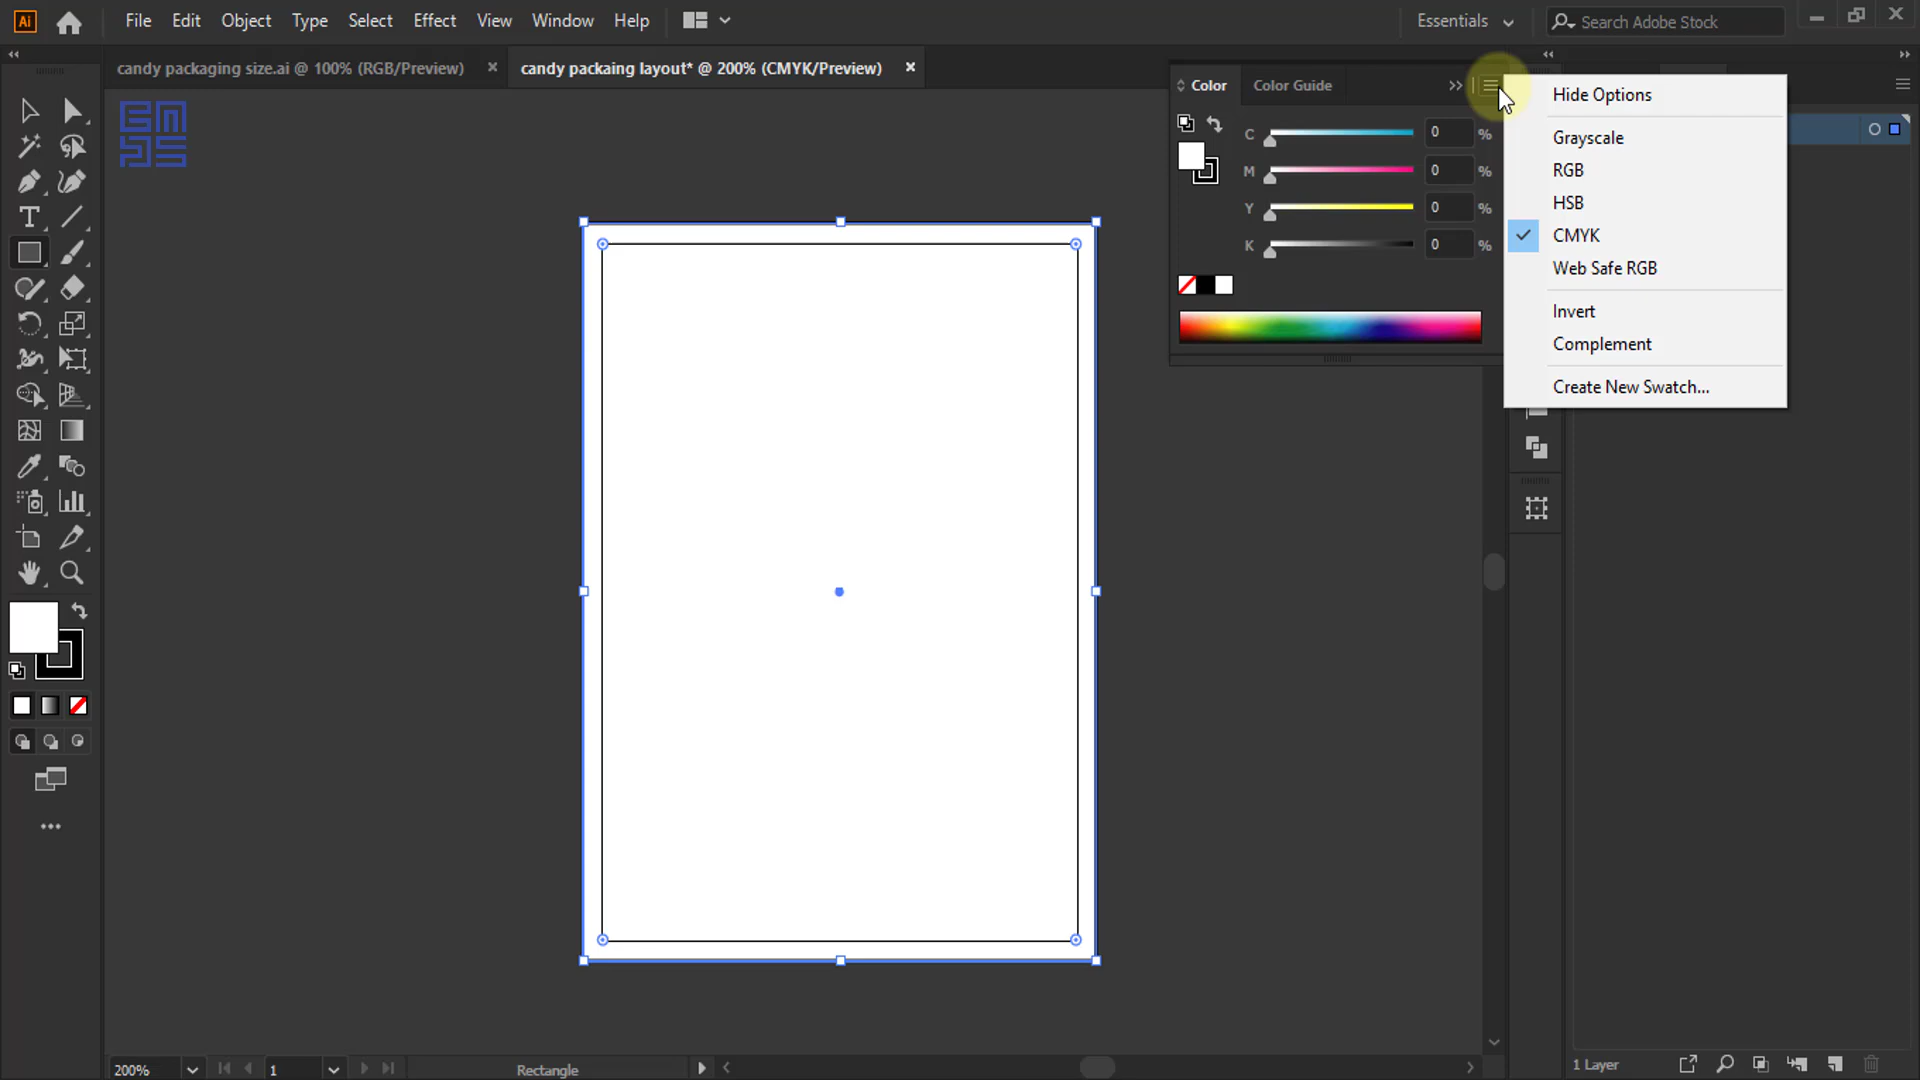 Ai File Edit Object Type Select Effect View Window Help Essentials Search Adobe Stock
candy packaging size.ai @ 100% (RGB/Preview) × candy packaing layout* @ 200% (CMYK/Preview) ×
Color Color Guide
C 0 %
M 0 %
Y 0 %
K 0 %
Hide Options
Grayscale
RGB
HSB
CMYK
Web Safe RGB
Invert
Complement
Create New Swatch...
200% 1 Rectangle 1 Layer